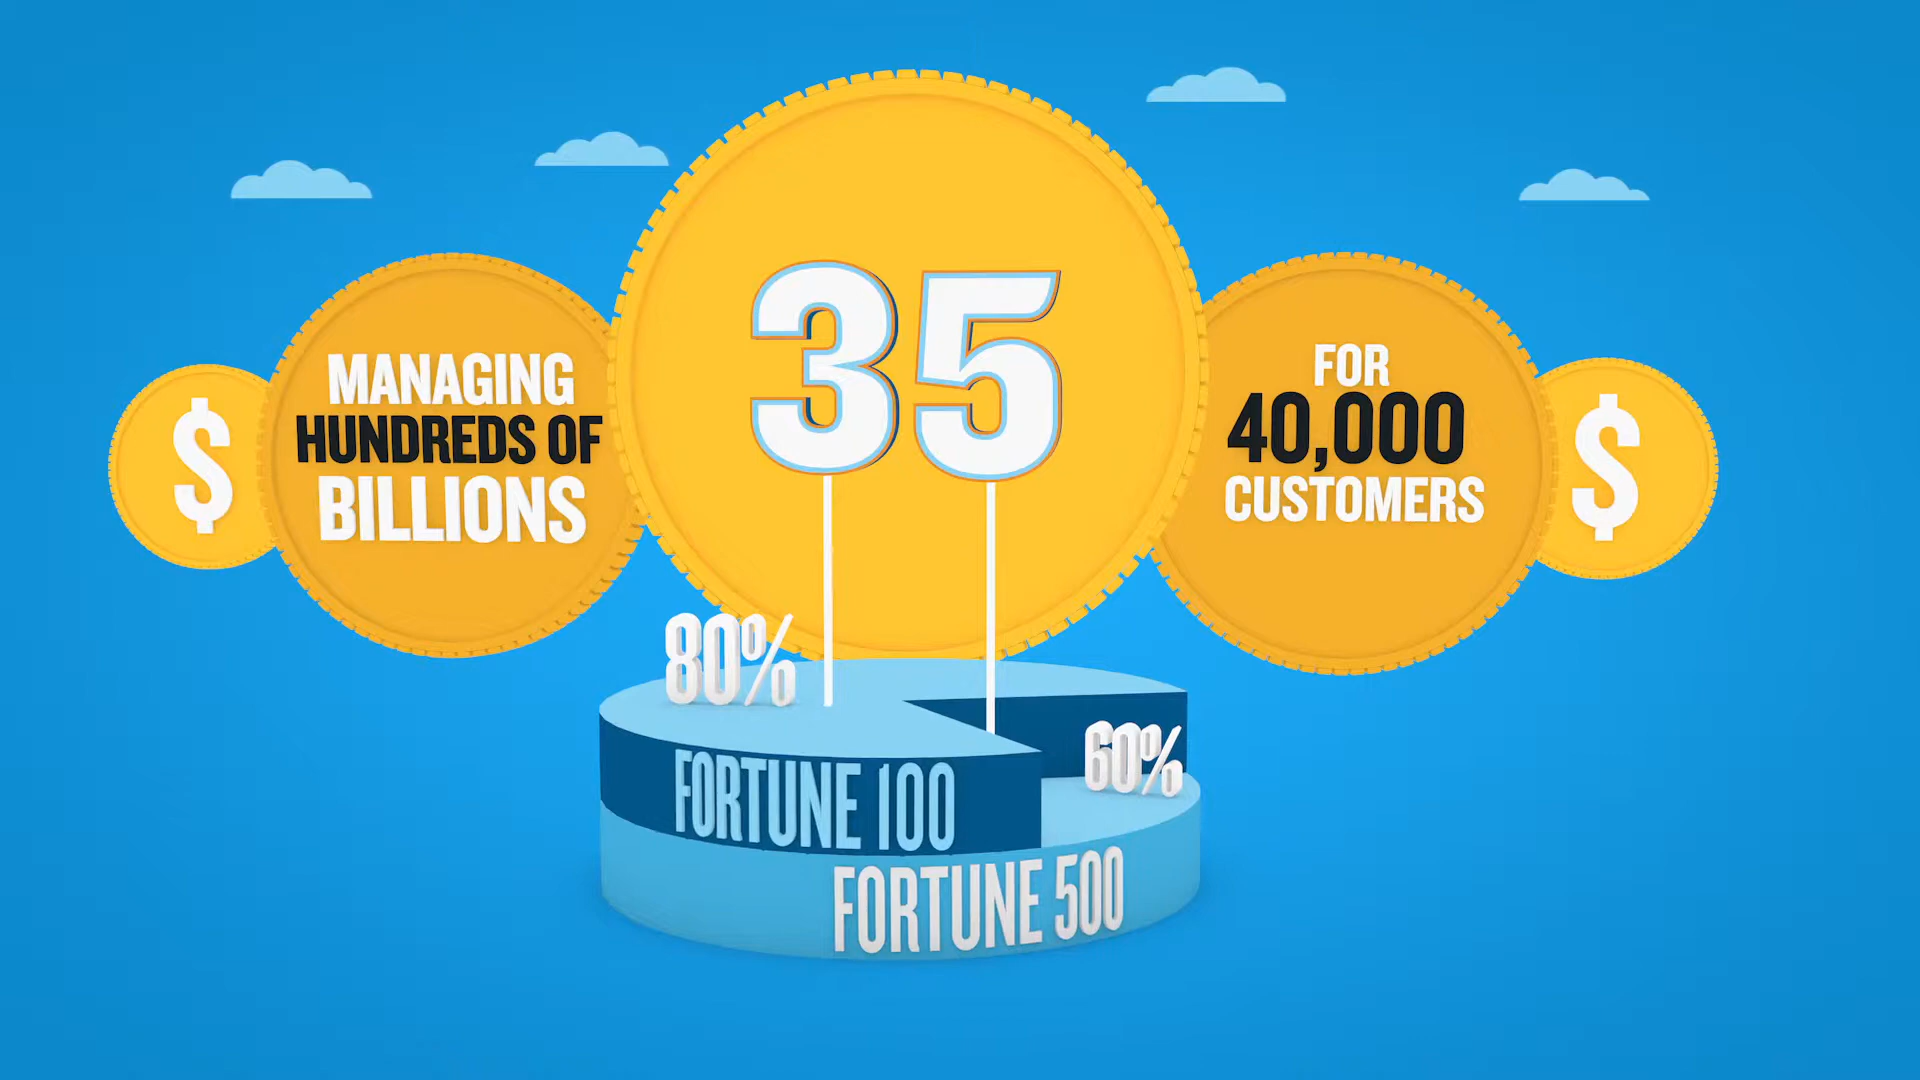 $
MANAGING
HUNDREDS OF
BILLIONS
35
FOR
40,000
CUSTOMERS
$
80%
60%
FORTUNE 100
FORTUNE 500